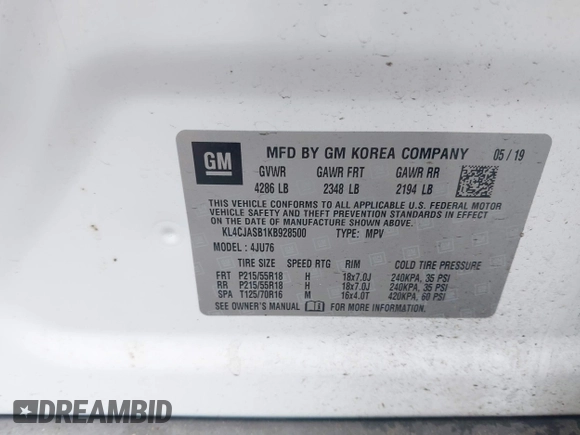 GM
MFD BY GM KOREA COMPANY 05 / 19
GVWR GAWR FRT GAWR RR
4286 LB 2348 LB 2194 LB
THIS VEHICLE CONFORMS TO ALL APPLICABLE U.S. FEDERAL MOTOR
VEHICLE SAFETY, BUMPER, AND THEFT PREVENTION STANDARDS IN
EFFECT ON THE DATE OF MANUFACTURE SHOWN ABOVE.
KL4CJASB1KB928500 TYPE: MPV
MODEL : 4JU76
TIRE SIZE SPEED RTG RIM COLD TIRE PRESSURE
FRT P215/55R18 H 18x7.0J 240KPA, 35 PSI
RR P215/55R18 H 18x7.0J 240KPA, 35 PSI
SPA T125/70R16 M 16x4.0T 420KPA, 60 PSI
SEE OWNER'S MANUAL FOR MORE INFORMATION
DREAMBID